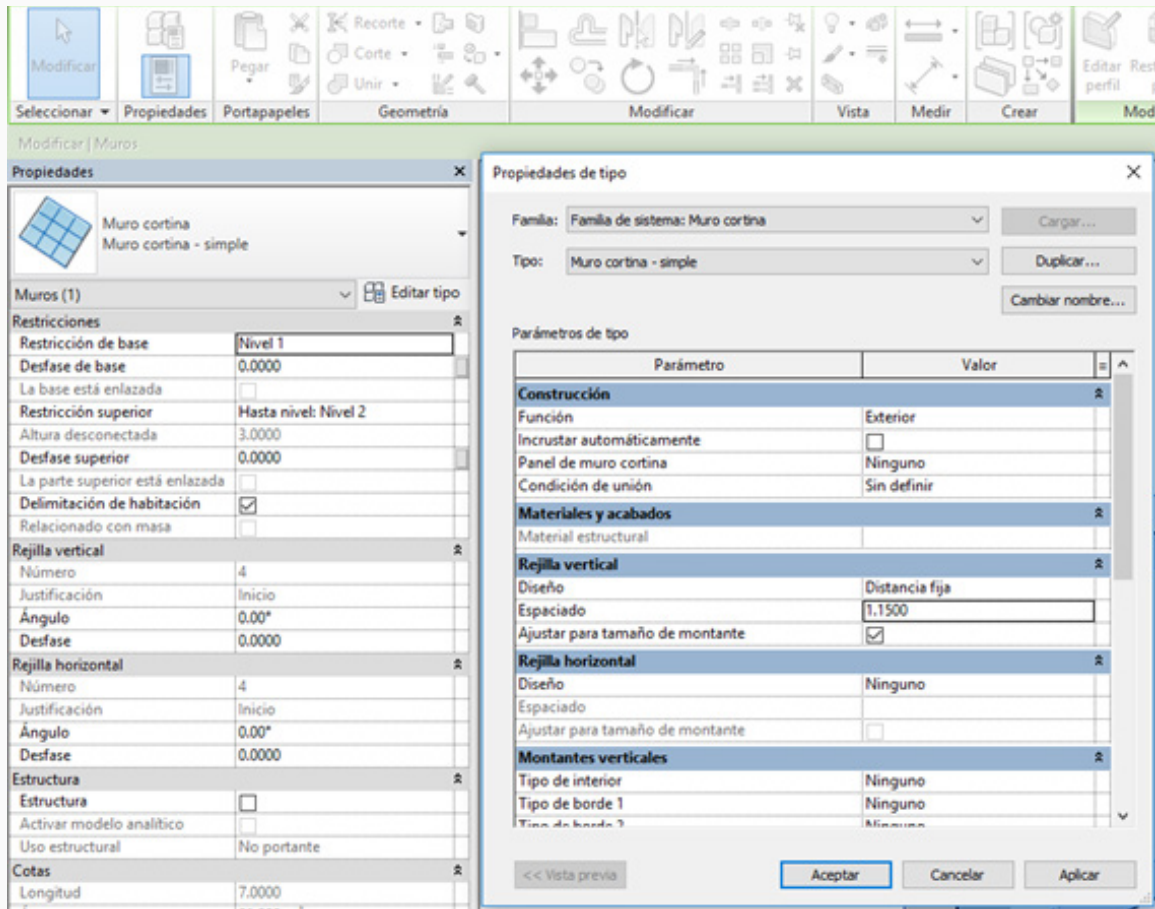 Modificar
Pegar
Recorte
Corte
Unir
Editar perfil
Seleccionar Propiedades Portapapeles Geometría Modificar Vista Medir Crear
Modificar | Muros
Propiedades
Muro cortina
Muro cortina - simple
Muros (1) Editar tipo
Restricciones
Restricción de base Nivel 1
Desfase de base 0.0000
La base está enlazada
Restricción superior Hasta nivel: Nivel 2
Altura desconectada 3.0000
Desfase superior 0.0000
La parte superior está enlazada
Delimitación de habitación
Relacionado con masa
Rejilla vertical
Número 4
Justificación Inicio
Ángulo 0.00°
Desfase 0.0000
Rejilla horizontal
Número 4
Justificación Inicio
Ángulo 0.00°
Desfase 0.0000
Estructura
Estructura
Activar modelo analítico
Uso estructural No portante
Cotas
Longitud 7.0000
Propiedades de tipo
Familia: Familia de sistema: Muro cortina Cargar...
Tipo: Muro cortina - simple Duplicar...
Cambiar nombre...
Parámetros de tipo
Parámetro Valor =
Construcción
Función Exterior
Incrustar automáticamente
Panel de muro cortina Ninguno
Condición de unión Sin definir
Materiales y acabados
Material estructural
Rejilla vertical
Diseño Distancia fija
Espaciado 1.1500
Ajustar para tamaño de montante
Rejilla horizontal
Diseño Ninguno
Espaciado
Ajustar para tamaño de montante
Montantes verticales
Tipo de interior Ninguno
Tipo de borde 1 Ninguno
Tipo de borde 2 Ninguno
<< Vista previa Aceptar Cancelar Aplicar